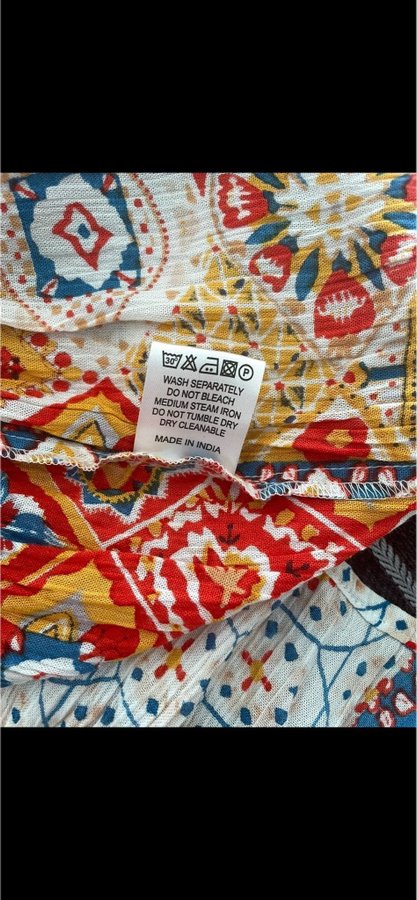 30 P
WASH SEPARATELY
DO NOT BLEACH
MEDIUM STEAM IRON
DO NOT TUMBLE DRY
DRY CLEANABLE
MADE IN INDIA